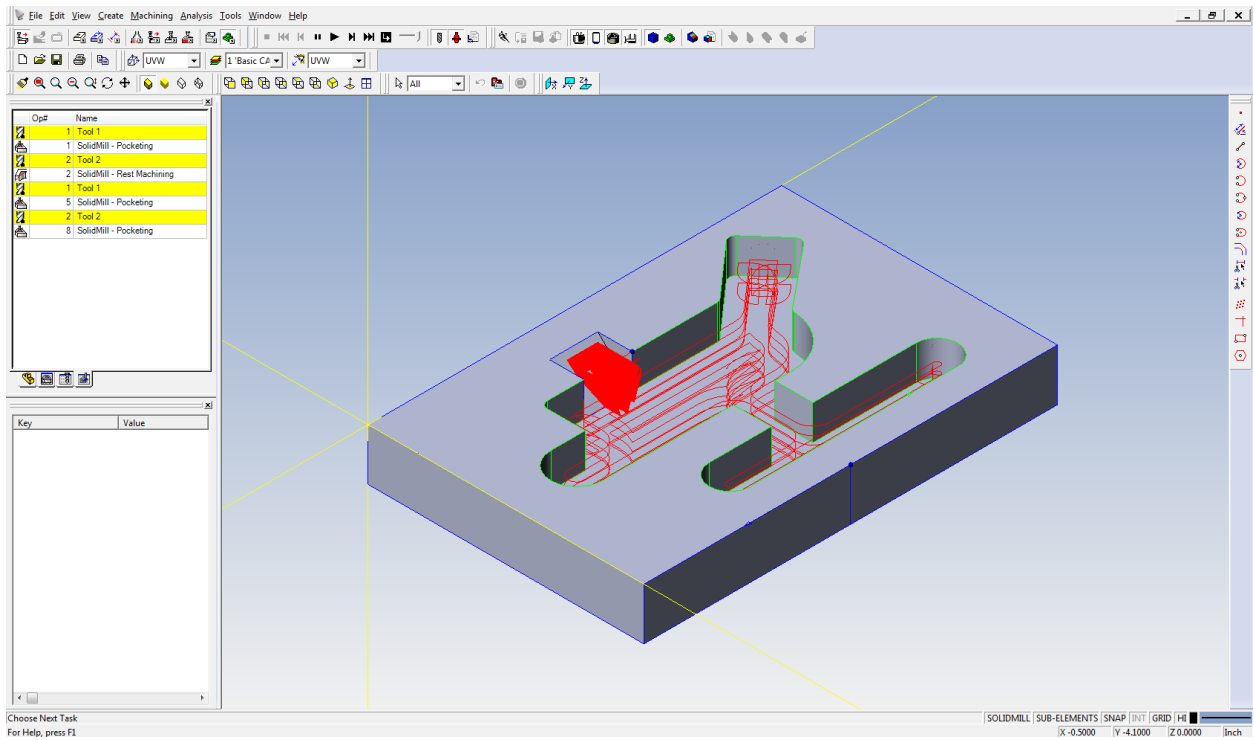 File Edit View Create Machining Analysis Tools Window Help
UVW 1 'Basic CA UVW
All
Op# Name
1 Tool 1
1 SolidMill - Pocketing
2 Tool 2
2 SolidMill - Rest Machining
1 Tool 1
5 SolidMill - Pocketing
2 Tool 2
8 SolidMill - Pocketing
Key Value
Choose Next Task SOLIDMILL SUB-ELEMENTS SNAP INT GRID HI
For Help, press F1 X -0.5000 Y -4.1000 Z 0.0000 Inch